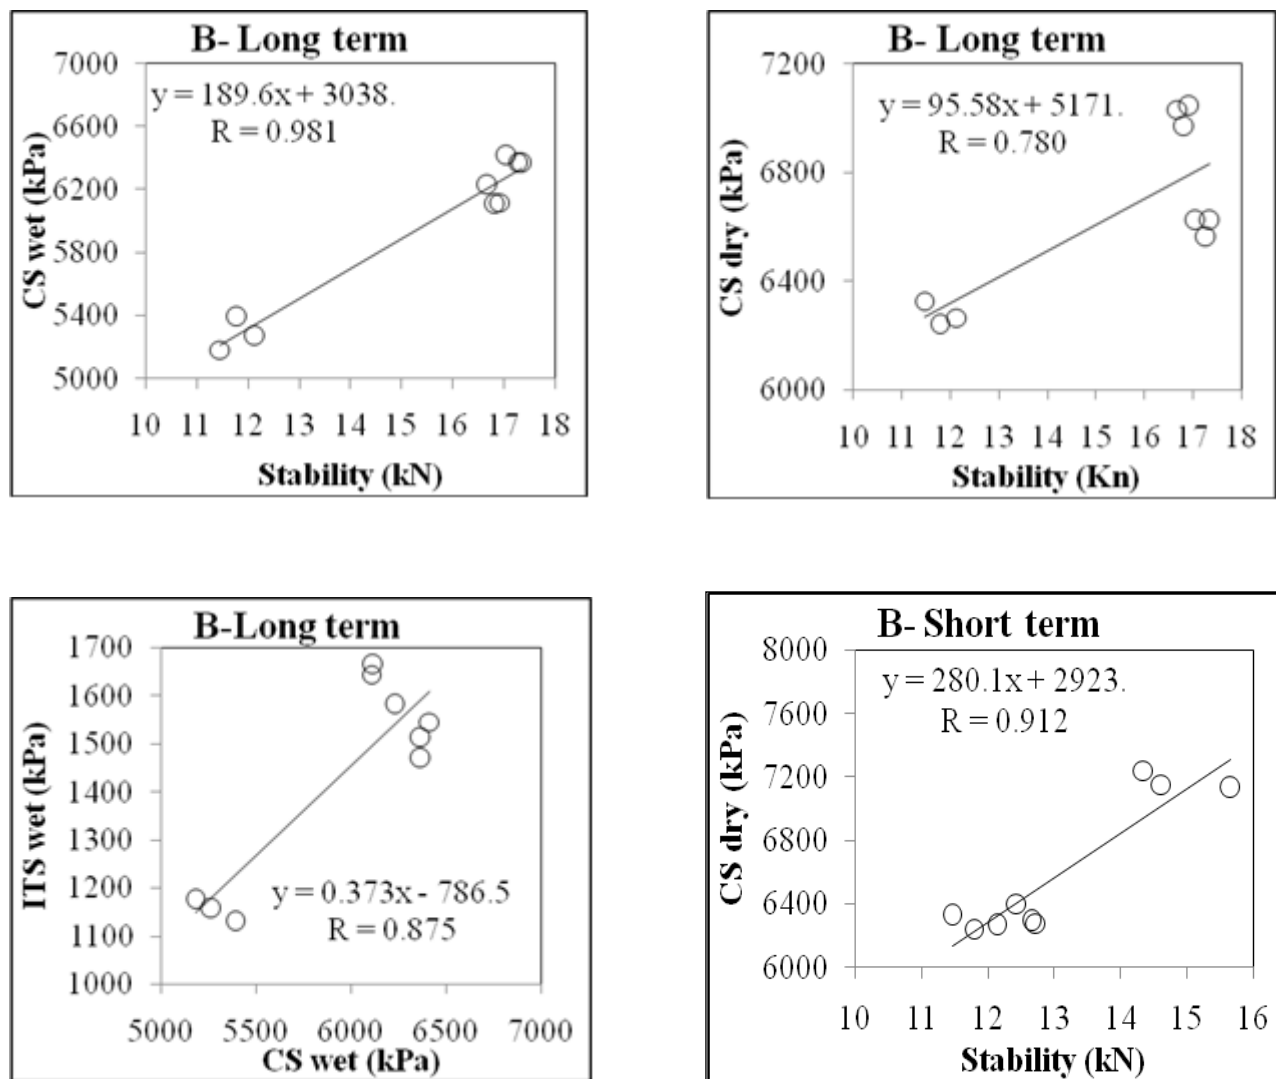 B- Long term
7000
6600
6200
5800
5400
5000
CS wet (kPa)
y = 189.6x + 3038.
R = 0.981
10 11 12 13 14 15 16 17 18
Stability (kN)
B- Long term
7200
6800
6400
6000
CS dry (kPa)
y = 95.58x + 5171.
R = 0.780
10 11 12 13 14 15 16 17 18
Stability (Kn)
B-Long term
1700
1600
1500
1400
1300
1200
1100
1000
ITS wet (kPa)
y = 0.373x - 786.5
R = 0.875
5000 5500 6000 6500 7000
CS wet (kPa)
B- Short term
8000
7600
7200
6800
6400
6000
CS dry (kPa)
y = 280.1x + 2923.
R = 0.912
10 11 12 13 14 15 16
Stability (kN)